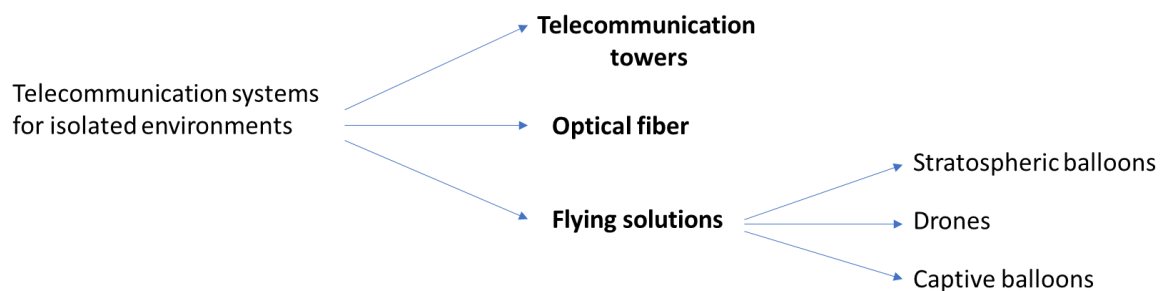 Telecommunication
towers
Telecommunication systems
for isolated environments
Optical fiber
Stratospheric balloons
Flying solutions
Drones
Captive balloons